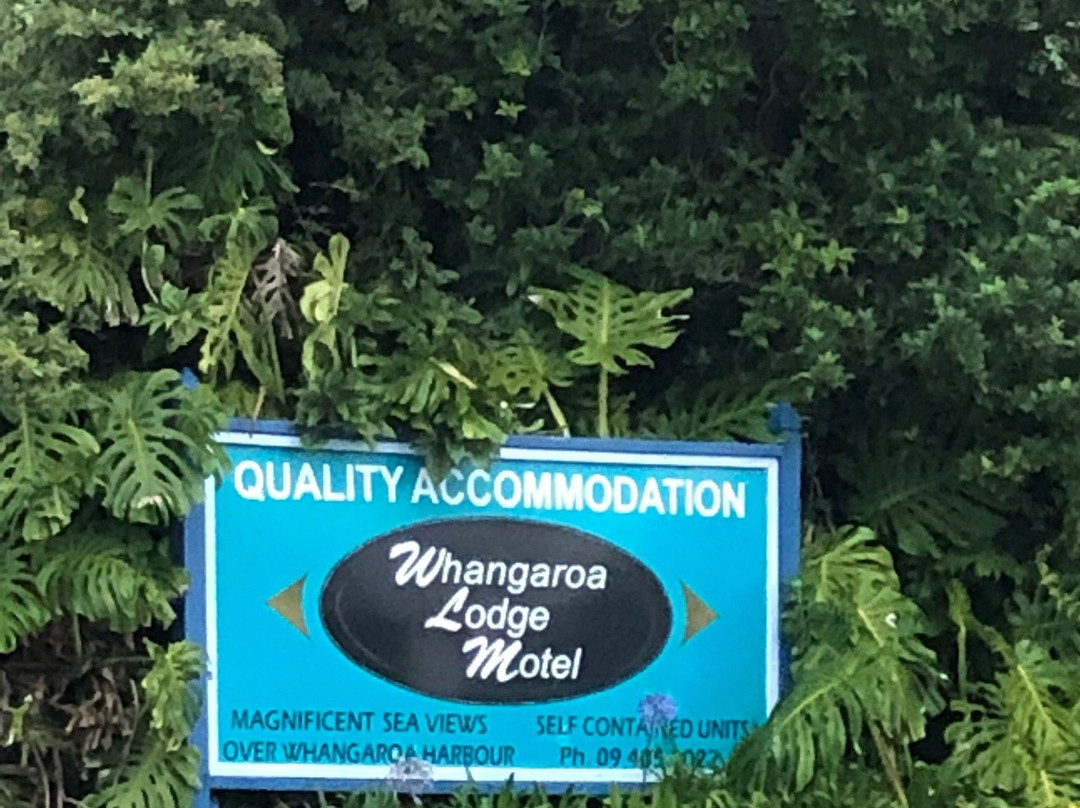 QUALITY ACCOMMODATION
Whangaroa
Lodge
Motel
MAGNIFICENT SEA VIEWS SELF CONTAINED UNITS
OVER WHANGAROA HARBOUR Ph 09